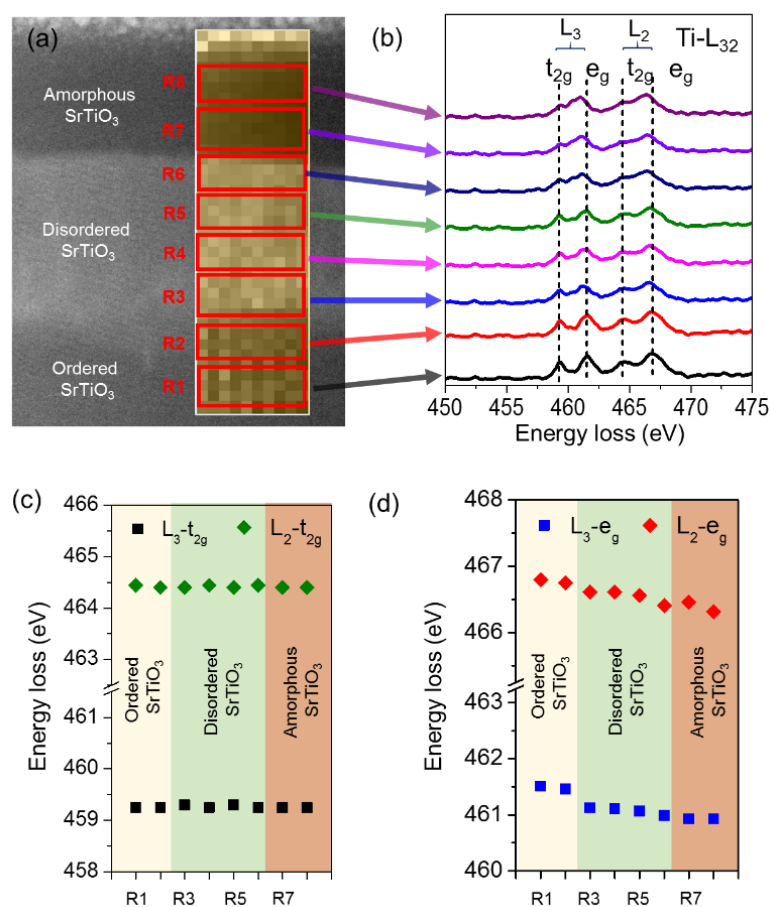 (a)
Amorphous
SrTiO₃
Disordered
SrTiO₃
Ordered
SrTiO₃
R8
R7
R6
R5
R4
R3
R2
R1
(b)
L₃ L₂ Ti-L₃₂
t₂g e_g t₂g e_g
450 455 460 465 470 475
Energy loss (eV)
(c)
466
465
464
463
461
460
459
458
Energy loss (eV)
L₃-t₂g L₂-t₂g
Ordered
SrTiO₃
Disordered
SrTiO₃
Amorphous
SrTiO₃
R1 R3 R5 R7
(d)
468
467
466
463
462
461
460
Energy loss (eV)
L₃-e_g L₂-e_g
Ordered
SrTiO₃
Disordered
SrTiO₃
Amorphous
SrTiO₃
R1 R3 R5 R7